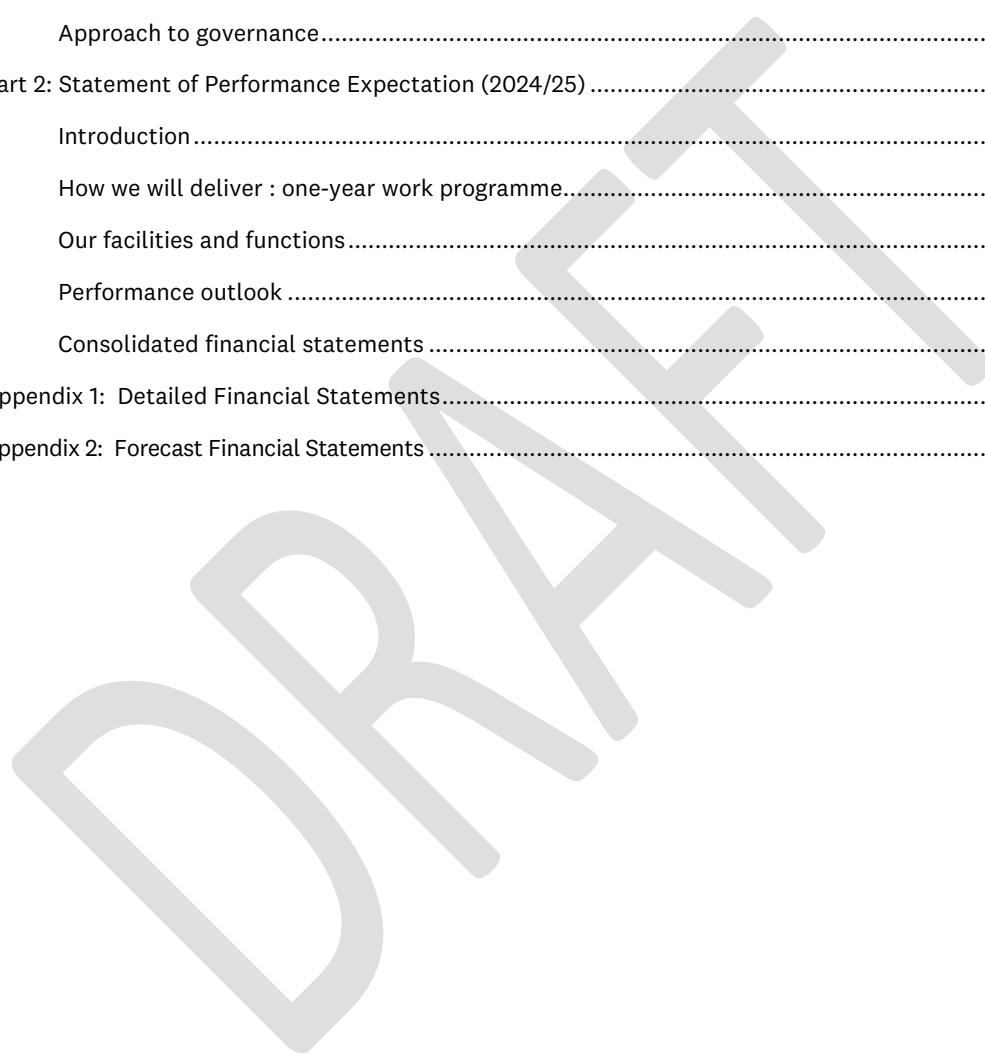 Approach to governance................................................................................................
art 2: Statement of Performance Expectation (2024/25)..........................................................
Introduction....................................................................................................................
How we will deliver : one-year work programme..............................................................
Our facilities and functions..............................................................................................
Performance outlook........................................................................................................
Consolidated financial statements...................................................................................
ppendix 1: Detailed Financial Statements.................................................................................
ppendix 2: Forecast Financial Statements...................................................................................
DRAFT